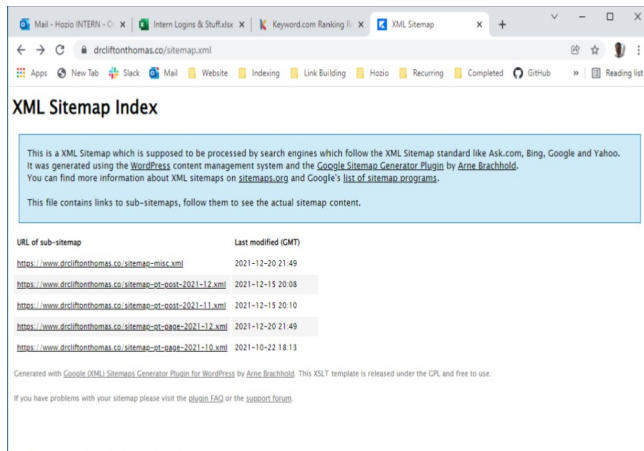 Mail - Hozio INTERN - O
Intern Logins & Stuff.xlsx
Keyword.com Ranking R
XML Sitemap
drcliftonthomas.co/sitemap.xml
Apps New Tab Slack Mail Website Indexing Link Building Hozio Recurring Completed GitHub » Reading list
XML Sitemap Index
This is a XML Sitemap which is supposed to be processed by search engines which follow the XML Sitemap standard like Ask.com, Bing, Google and Yahoo.
It was generated using the WordPress content management system and the Google Sitemap Generator Plugin by Arne Brachhold.
You can find more information about XML sitemaps on sitemaps.org and Google's list of sitemap programs.
This file contains links to sub-sitemaps, follow them to see the actual sitemap content.
URL of sub-sitemap Last modified (GMT)
https://www.drcliftonthomas.co/sitemap-misc.xml 2021-12-20 21:49
https://www.drcliftonthomas.co/sitemap-pt-post-2021-12.xml 2021-12-15 20:08
https://www.drcliftonthomas.co/sitemap-pt-post-2021-11.xml 2021-12-15 20:10
https://www.drcliftonthomas.co/sitemap-pt-page-2021-12.xml 2021-12-20 21:49
https://www.drcliftonthomas.co/sitemap-pt-page-2021-10.xml 2021-10-22 18:13
Generated with Google (XML) Sitemaps Generator Plugin for WordPress by Arne Brachhold. This XSLT template is released under the GPL and free to use.
If you have problems with your sitemap please visit the plugin FAQ or the support forum.